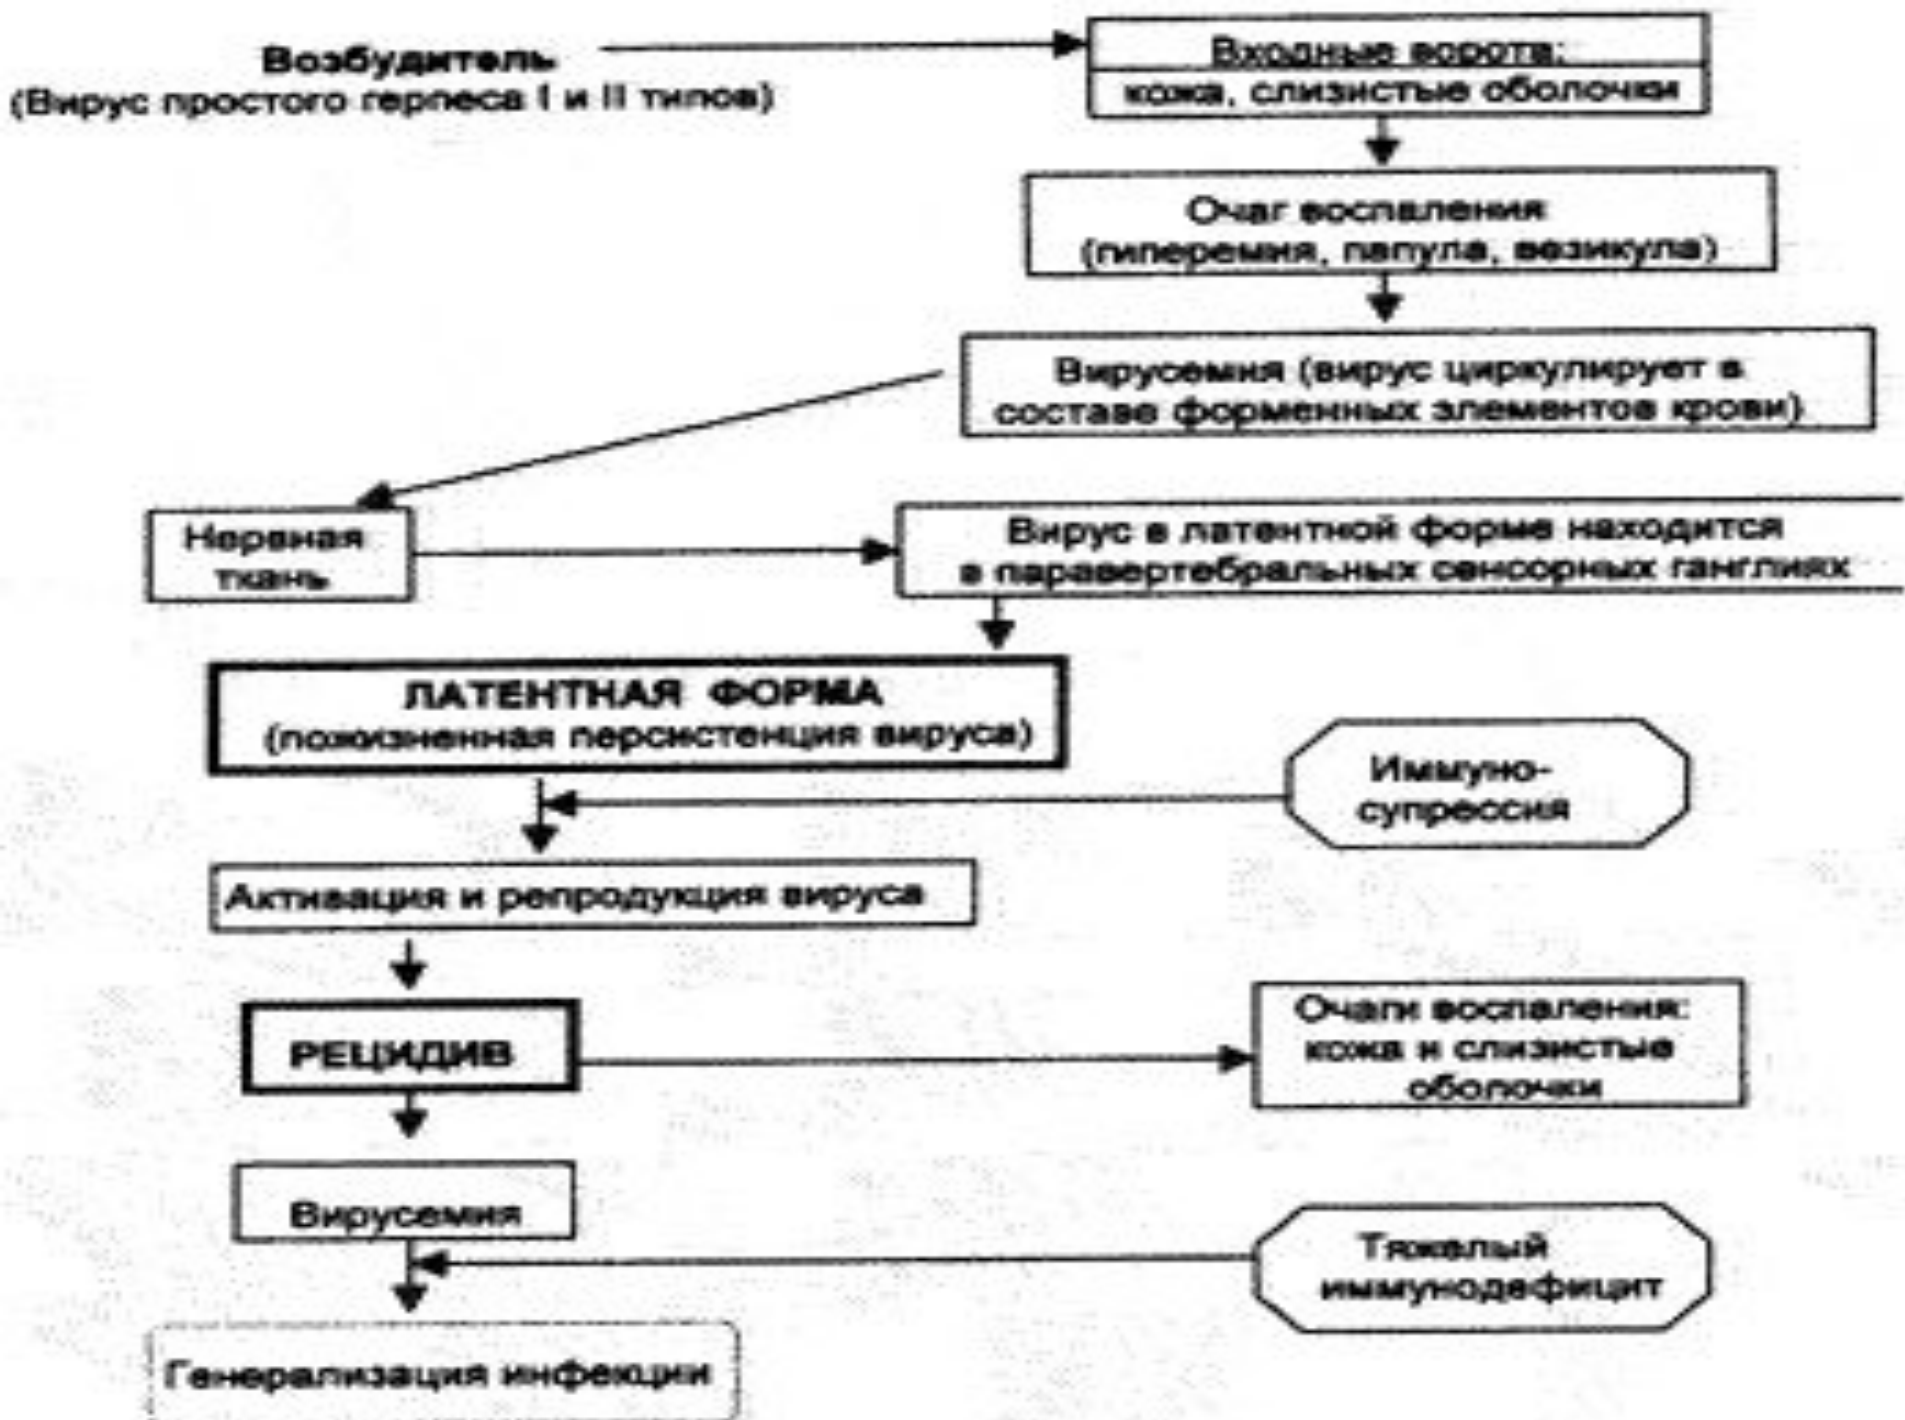 Возбудитель
(Вирус простого герпеса I и II типов)
Входные ворота:
кожа, слизистые оболочки
Очаг воспаления
(гиперемия, папула, везикула)
Вирусемия (вирус циркулирует в
составе форменных элементов крови)
Нервная
ткань
Вирус в латентной форме находится
в паравертебральных сенсорных ганглиях
ЛАТЕНТНАЯ ФОРМА
(пожизненная персистенция вируса)
Иммуно-
супрессия
Активация и репродукция вируса
РЕЦИДИВ
Очаги воспаления:
кожа и слизистые
оболочки
Вирусемия
Тяжелый
иммунодефицит
Генерализация инфекции